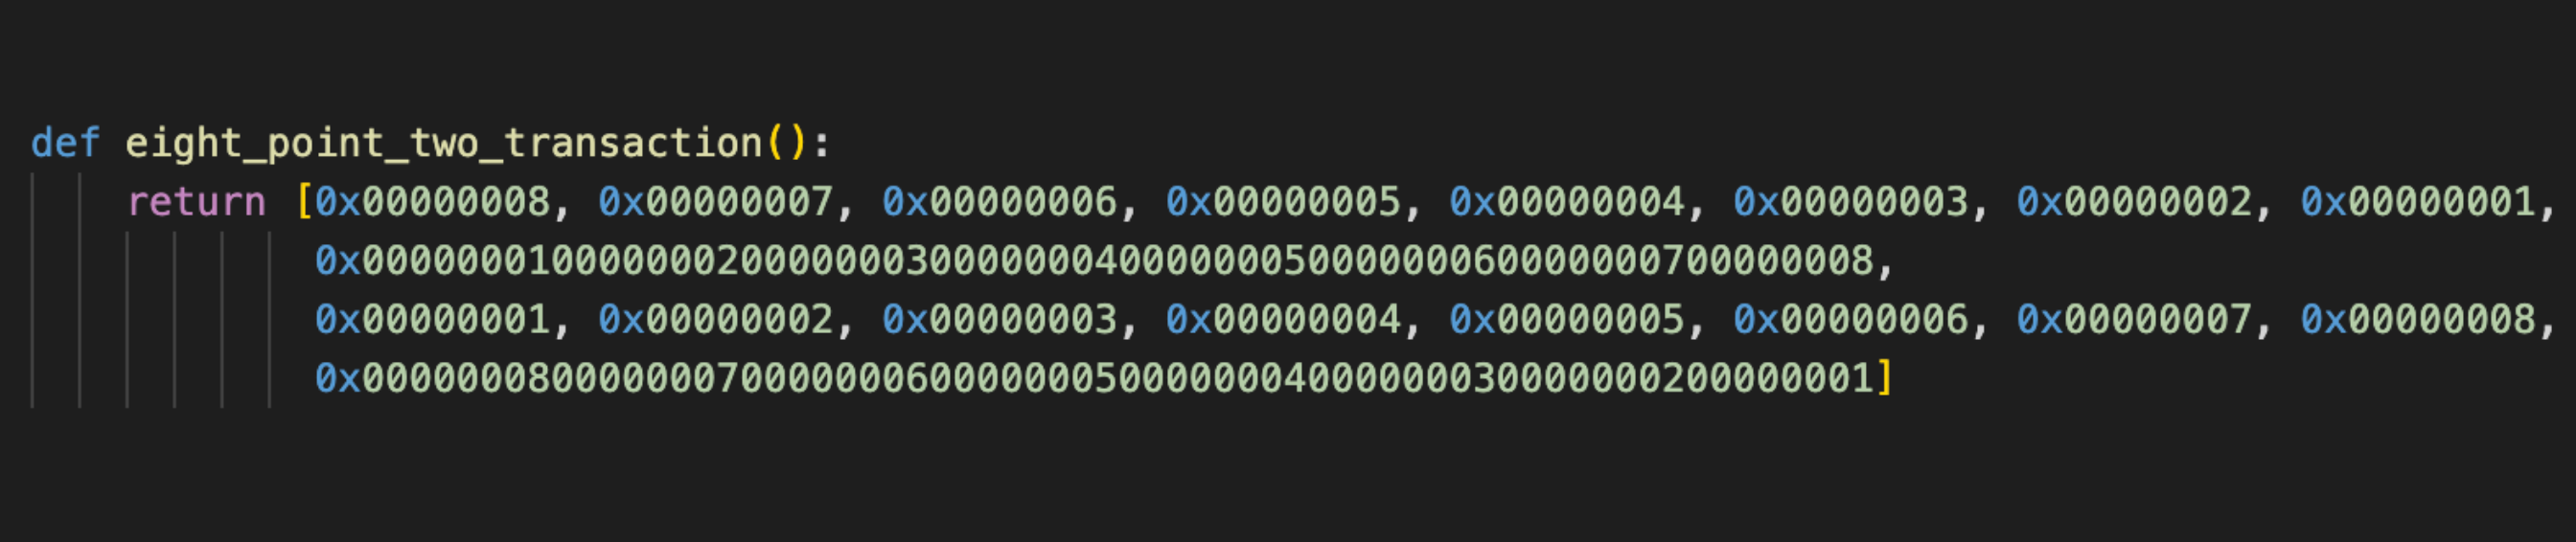 def eight_point_two_transaction():
    return [0x00000008, 0x00000007, 0x00000006, 0x00000005, 0x00000004, 0x00000003, 0x00000002, 0x00000001,
            0x0000000100000002000000030000000400000005000000060000000700000008,
            0x00000001, 0x00000002, 0x00000003, 0x00000004, 0x00000005, 0x00000006, 0x00000007, 0x00000008,
            0x0000000800000007000000060000000500000004000000030000000200000001]